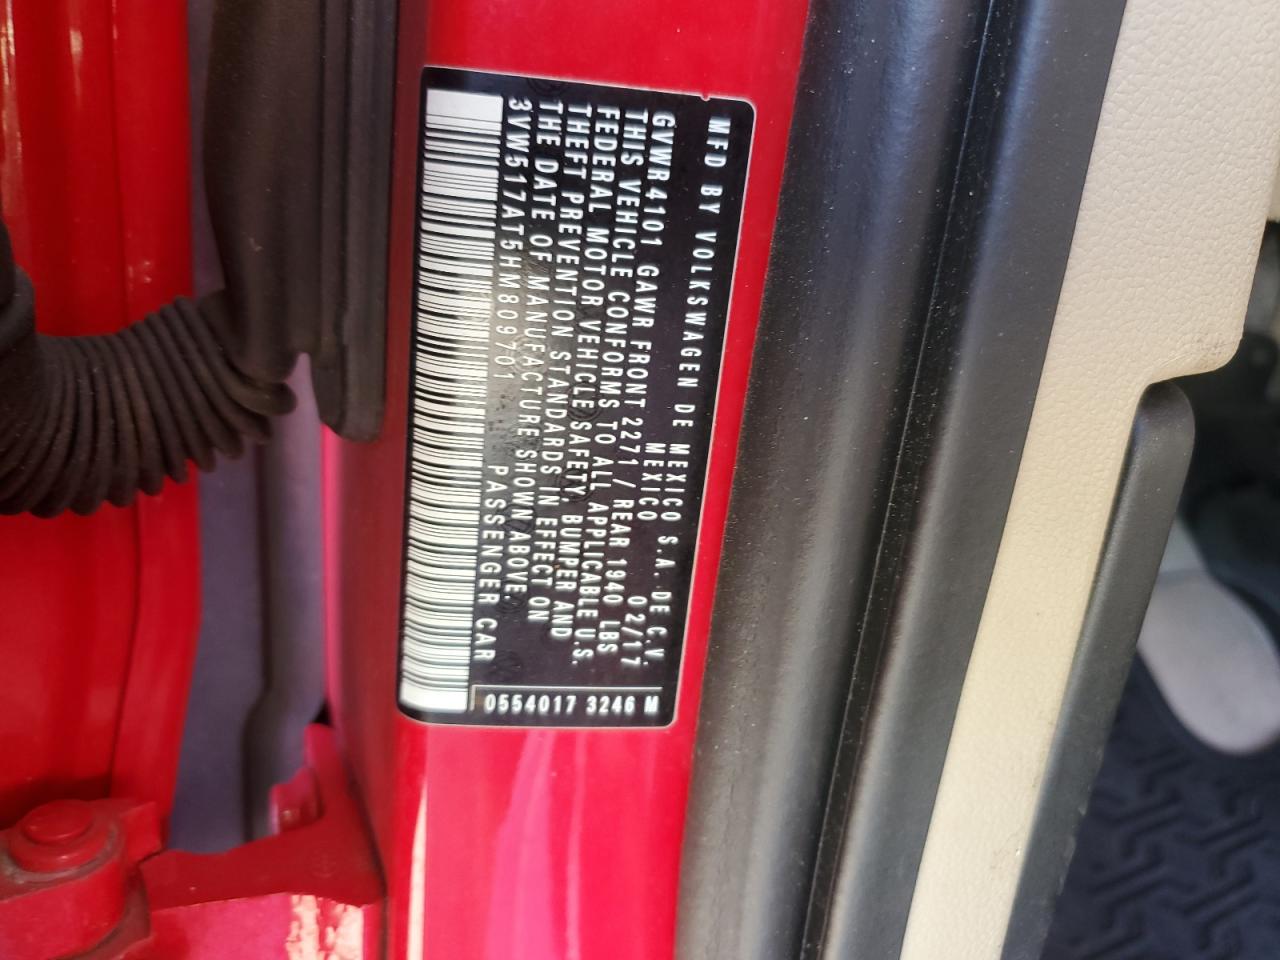 MFD BY VOLKSWAGEN DE MEXICO S.A. DE C.V.
MEXICO 02/17
GVWR 4101 GAWR FRONT 2271 / REAR 1940 LBS
THIS VEHICLE CONFORMS TO ALL APPLICABLE U.S.
FEDERAL MOTOR VEHICLE SAFETY, BUMPER AND
THEFT PREVENTION STANDARDS IN EFFECT ON
THE DATE OF MANUFACTURE SHOWN ABOVE.
3VW517AT5HM809701 PASSENGER CAR
0554017 3246 M